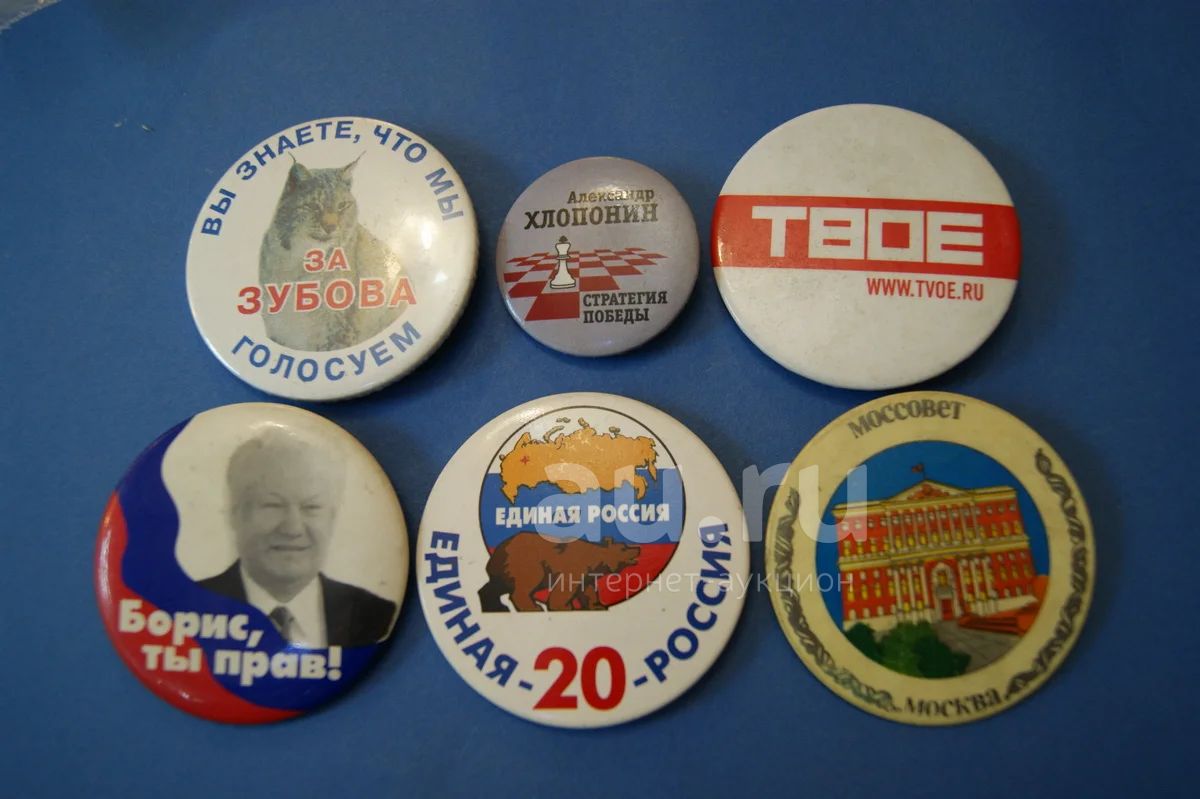 ВЫ ЗНАЕТЕ, ЧТО МЫ
ЗА
ЗУБОВА
ГОЛОСУЕМ
Александр
ХЛОПОНИН
СТРАТЕГИЯ
ПОБЕДЫ
ТВОЕ
WWW.TVOE.RU
Борис,
ты прав!
ЕДИНАЯ РОССИЯ
ЕДИНАЯ-20-РОССИЯ
МОССОВЕТ
МОСКВА
au.ru
интернет аукцион